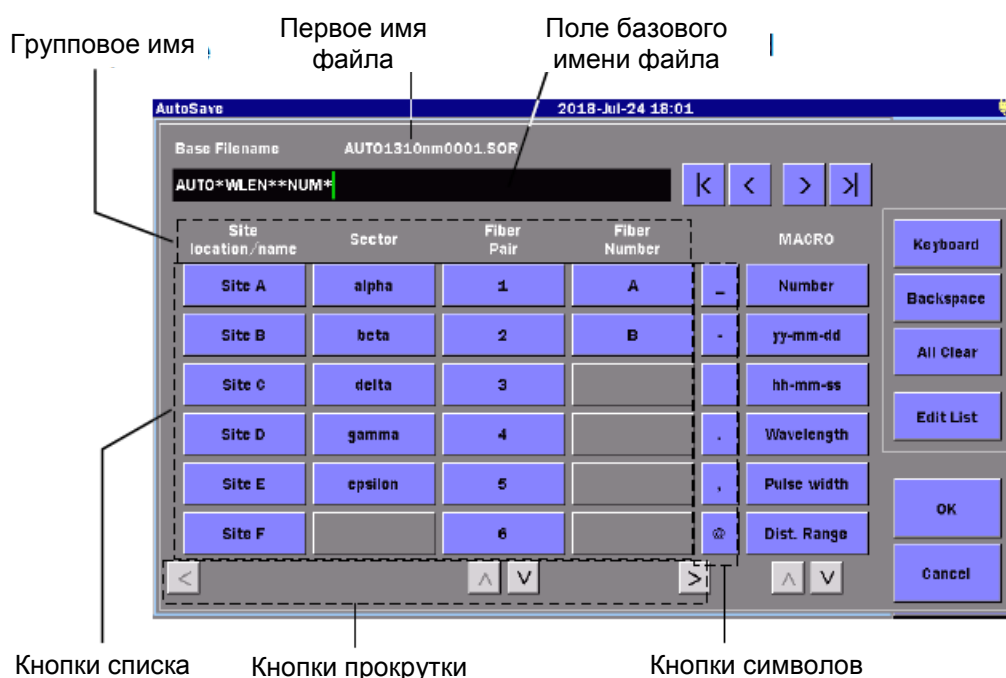 Групповое имя
Первое имя
файла
Поле базового
имени файла
AutoSave 2018-Jul-24 18:01
Base Filename AUTO1310nm0001.SOR
AUTO*WLEN**NUM*
|< < > >|
Site
location/name
Sector
Fiber
Pair
Fiber
Number
MACRO
Keyboard
Site A alpha 1 A _ Number
Backspace
Site B beta 2 B - yy-mm-dd
All Clear
Site C delta 3 hh-mm-ss
Edit List
Site D gamma 4 . Wavelength
Site E epsilon 5 , Pulse width
OK
Site F 6 @ Dist. Range
< ^ v > ^ v
Cancel
Кнопки списка
Кнопки прокрутки
Кнопки символов